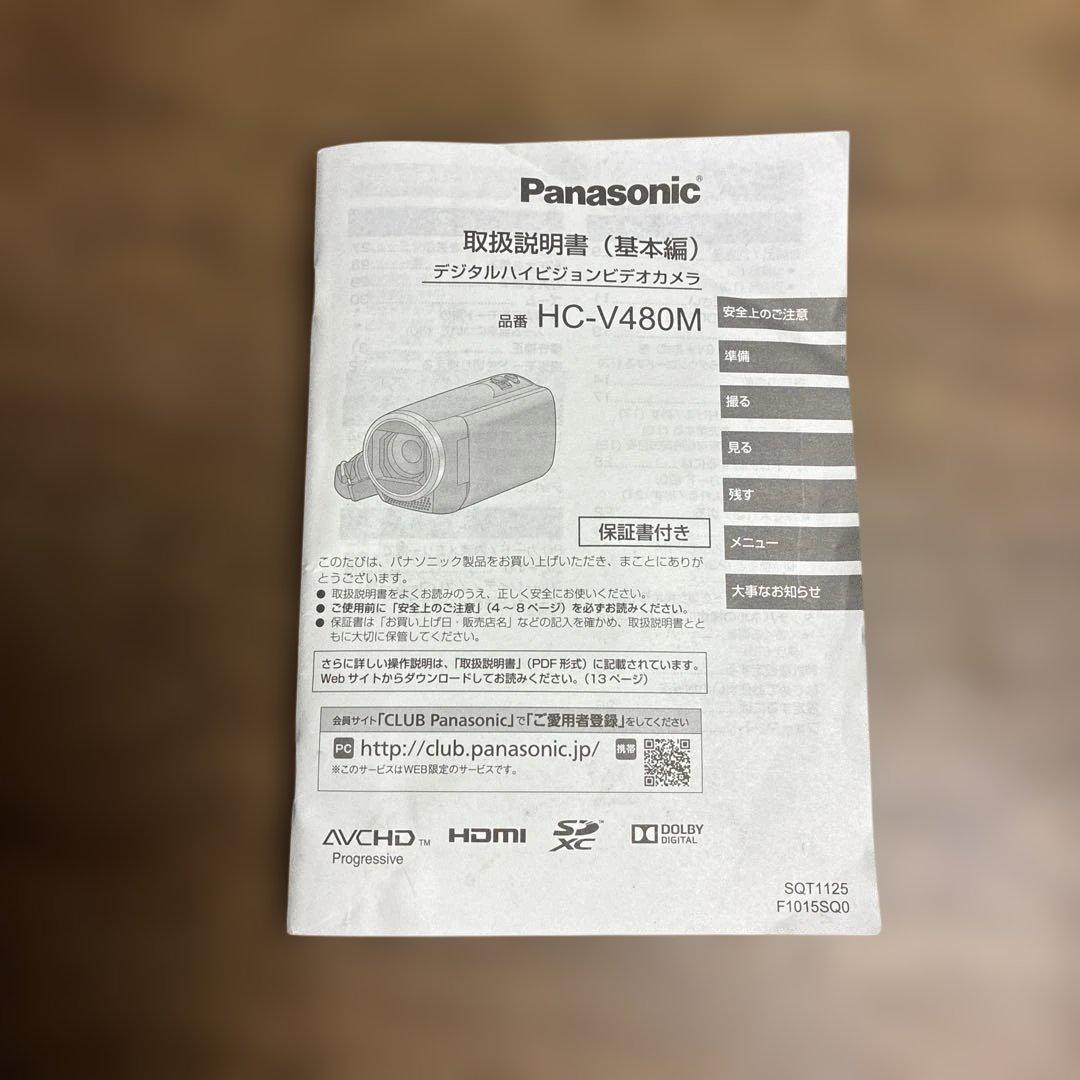 Panasonic®
取扱説明書（基本編）
デジタルハイビジョンビデオカメラ
品番 HC-V480M
安全上のご注意
準備
撮る
見る
残す
メニュー
大事なお知らせ
保証書付き
このたびは、パナソニック製品をお買い上げいただき、まことにありが
とうございます。
● 取扱説明書をよくお読みのうえ、正しく安全にお使いください。
● ご使用前に「安全上のご注意」（4～8ページ）を必ずお読みください。
● 保証書は「お買い上げ日・販売店名」などの記入を確かめ、取扱説明書とと
もに大切に保管してください。
さらに詳しい操作説明は、「取扱説明書」（PDF形式）に記載されています。
Webサイトからダウンロードしてお読みください。（13ページ）
会員サイト「CLUB Panasonic」で「ご愛用者登録」をしてください
PC http://club.panasonic.jp/ 携帯
※このサービスはWEB限定のサービスです。
AVCHD™
Progressive
HDMI
SDXC™
DOLBY
DIGITAL
SQT1125
F1015SQ0